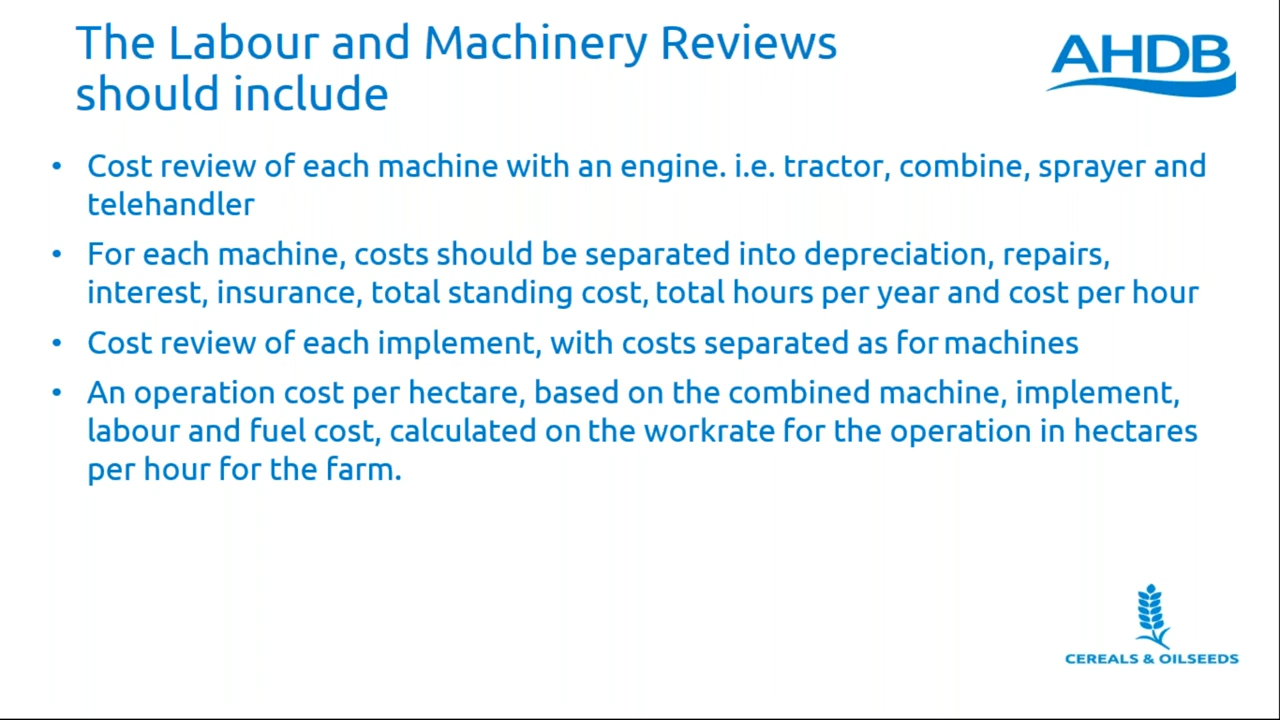 The Labour and Machinery Reviews
should include
AHDB
• Cost review of each machine with an engine. i.e. tractor, combine, sprayer and
telehandler
• For each machine, costs should be separated into depreciation, repairs,
interest, insurance, total standing cost, total hours per year and cost per hour
• Cost review of each implement, with costs separated as for machines
• An operation cost per hectare, based on the combined machine, implement,
labour and fuel cost, calculated on the workrate for the operation in hectares
per hour for the farm.
CEREALS & OILSEEDS